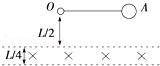 O A
L/2
L/4
× × × ×